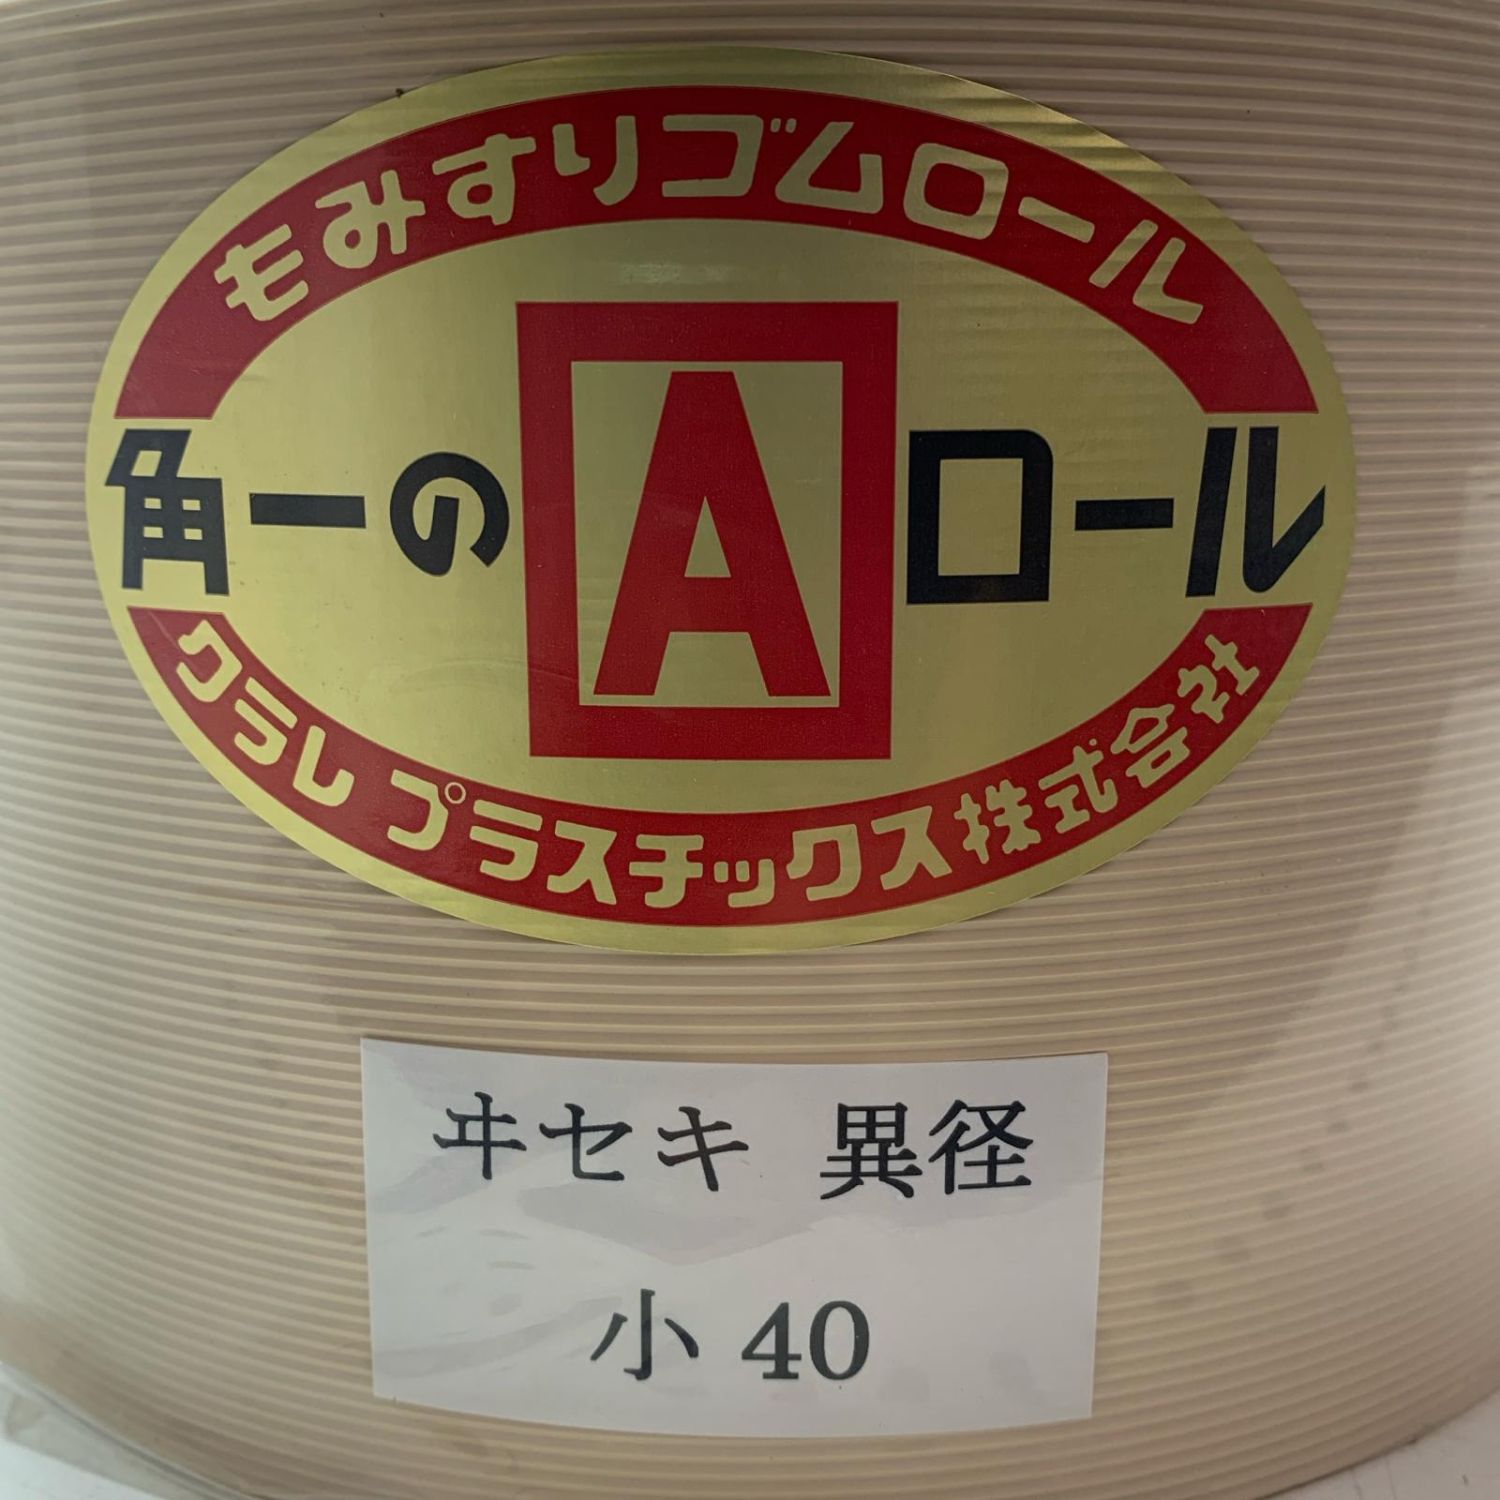 もみすりゴムロール
角一のAロール
クラレプラスチックス株式会社
ヰセキ 異径
小 40